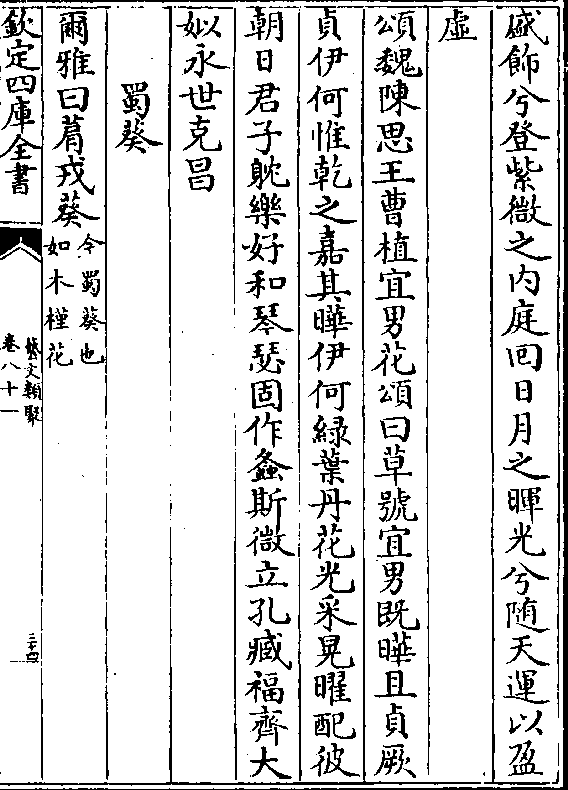 盛飾兮登紫微之内庭回日月之暉光兮随天運以盈
虛
頌魏陳思王曹植宜男花頌曰草號宜男既曄且貞厥
貞伊何惟乾之嘉其曄伊何緑葉丹花光采晃曜配彼
朝日君子躭樂好和琴瑟固作螽斯微立孔臧福齊大
姒永世克昌
蜀葵
爾雅曰菺戎葵今蜀葵也
如木槿花
欽定四庫全書
藝文類聚
卷八十一
三十四